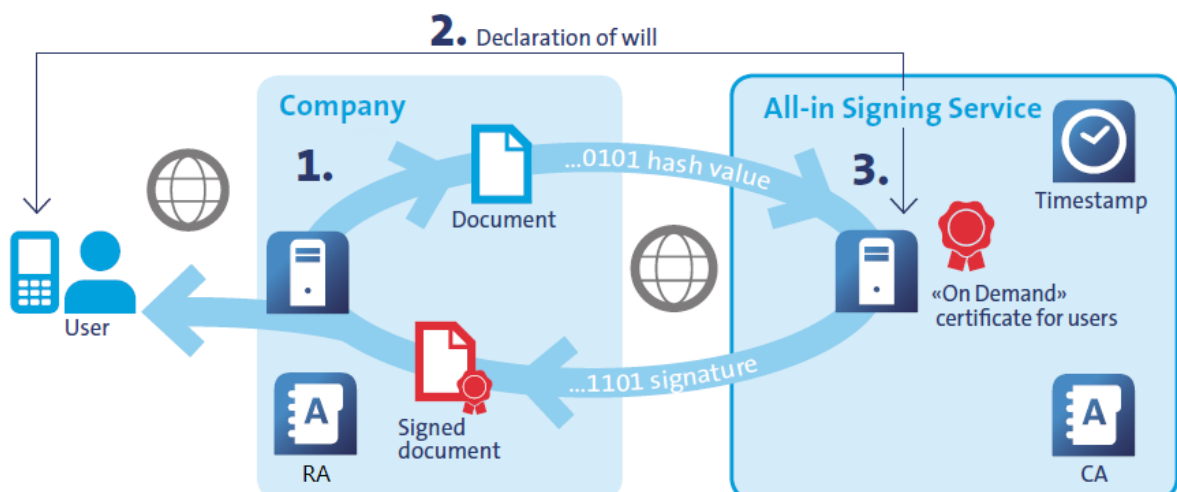 2. Declaration of will
Company
All-in Signing Service
1.
...0101 hash value
3.
Document
Timestamp
User
«On Demand»
certificate for users
...1101 signature
A
Signed
document
RA
A
CA